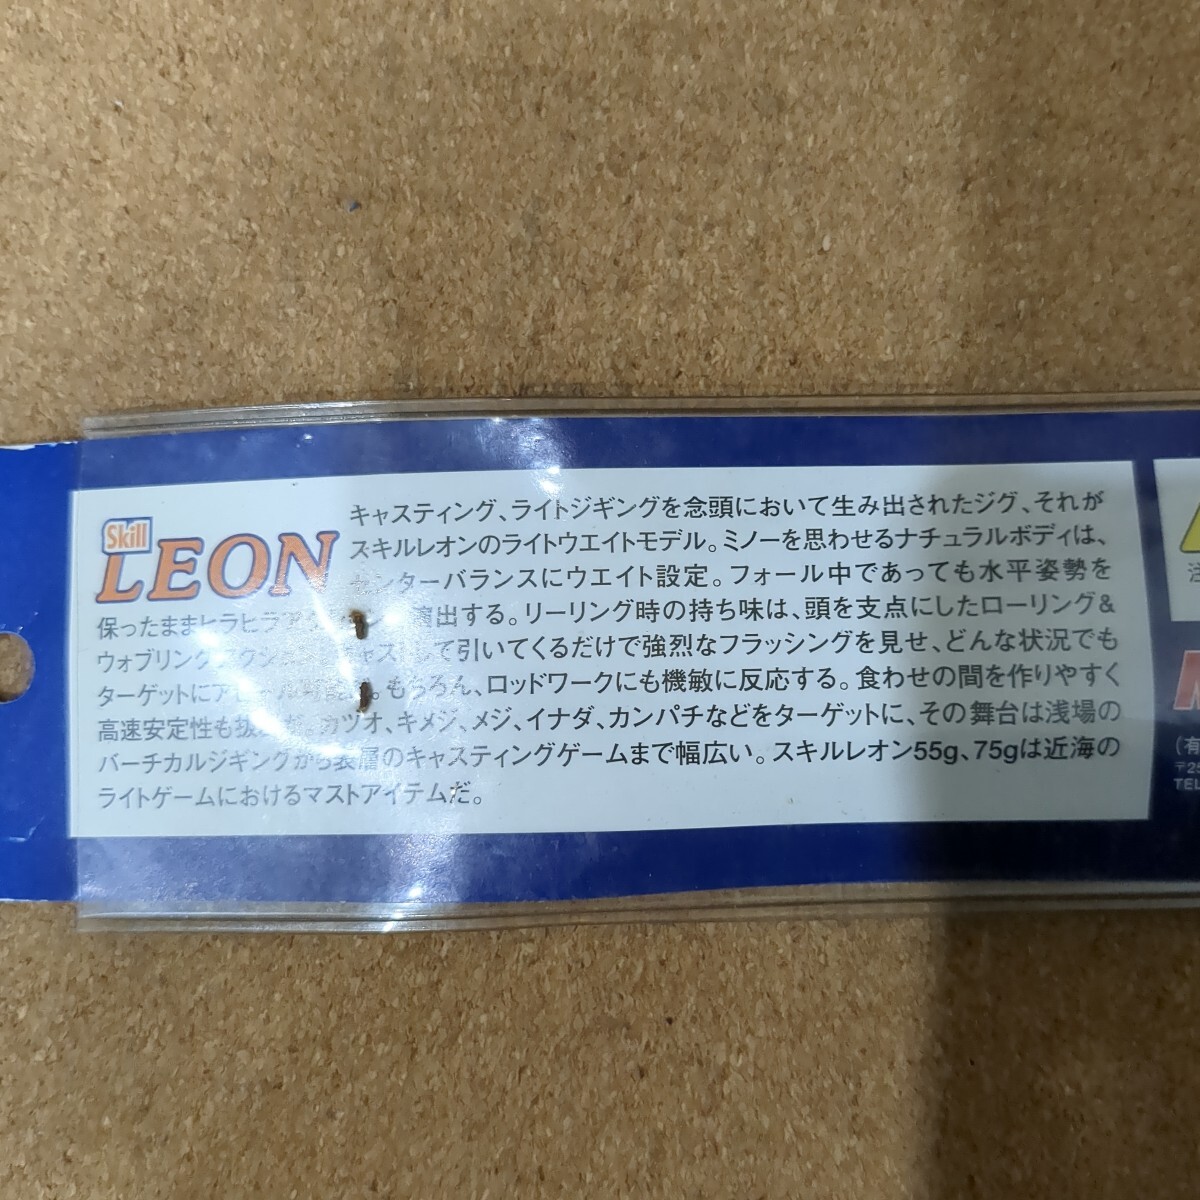 Skill
LEON
キャスティング、ライトジギングを念頭において生み出されたジグ、それが
スキルレオンのライトウエイトモデル。ミノーを思わせるナチュラルボディは、
センターバランスにウエイト設定。フォール中であっても水平姿勢を
保ったままヒラヒラア 演出する。リーリング時の持ち味は、頭を支点にしたローリング&
ウォブリング 引いてくるだけで強烈なフラッシングを見せ、どんな状況でも
ターゲットにア もちろん、ロッドワークにも機敏に反応する。食わせの間を作りやすく
高速安定性も抜 カツオ、キメジ、メジ、イナダ、カンパチなどをターゲットに、その舞台は浅場の
バーチカルジギングから表層のキャスティングゲームまで幅広い。スキルレオン55g、75gは近海の
ライトゲームにおけるマストアイテムだ。
(有
〒25
TEL